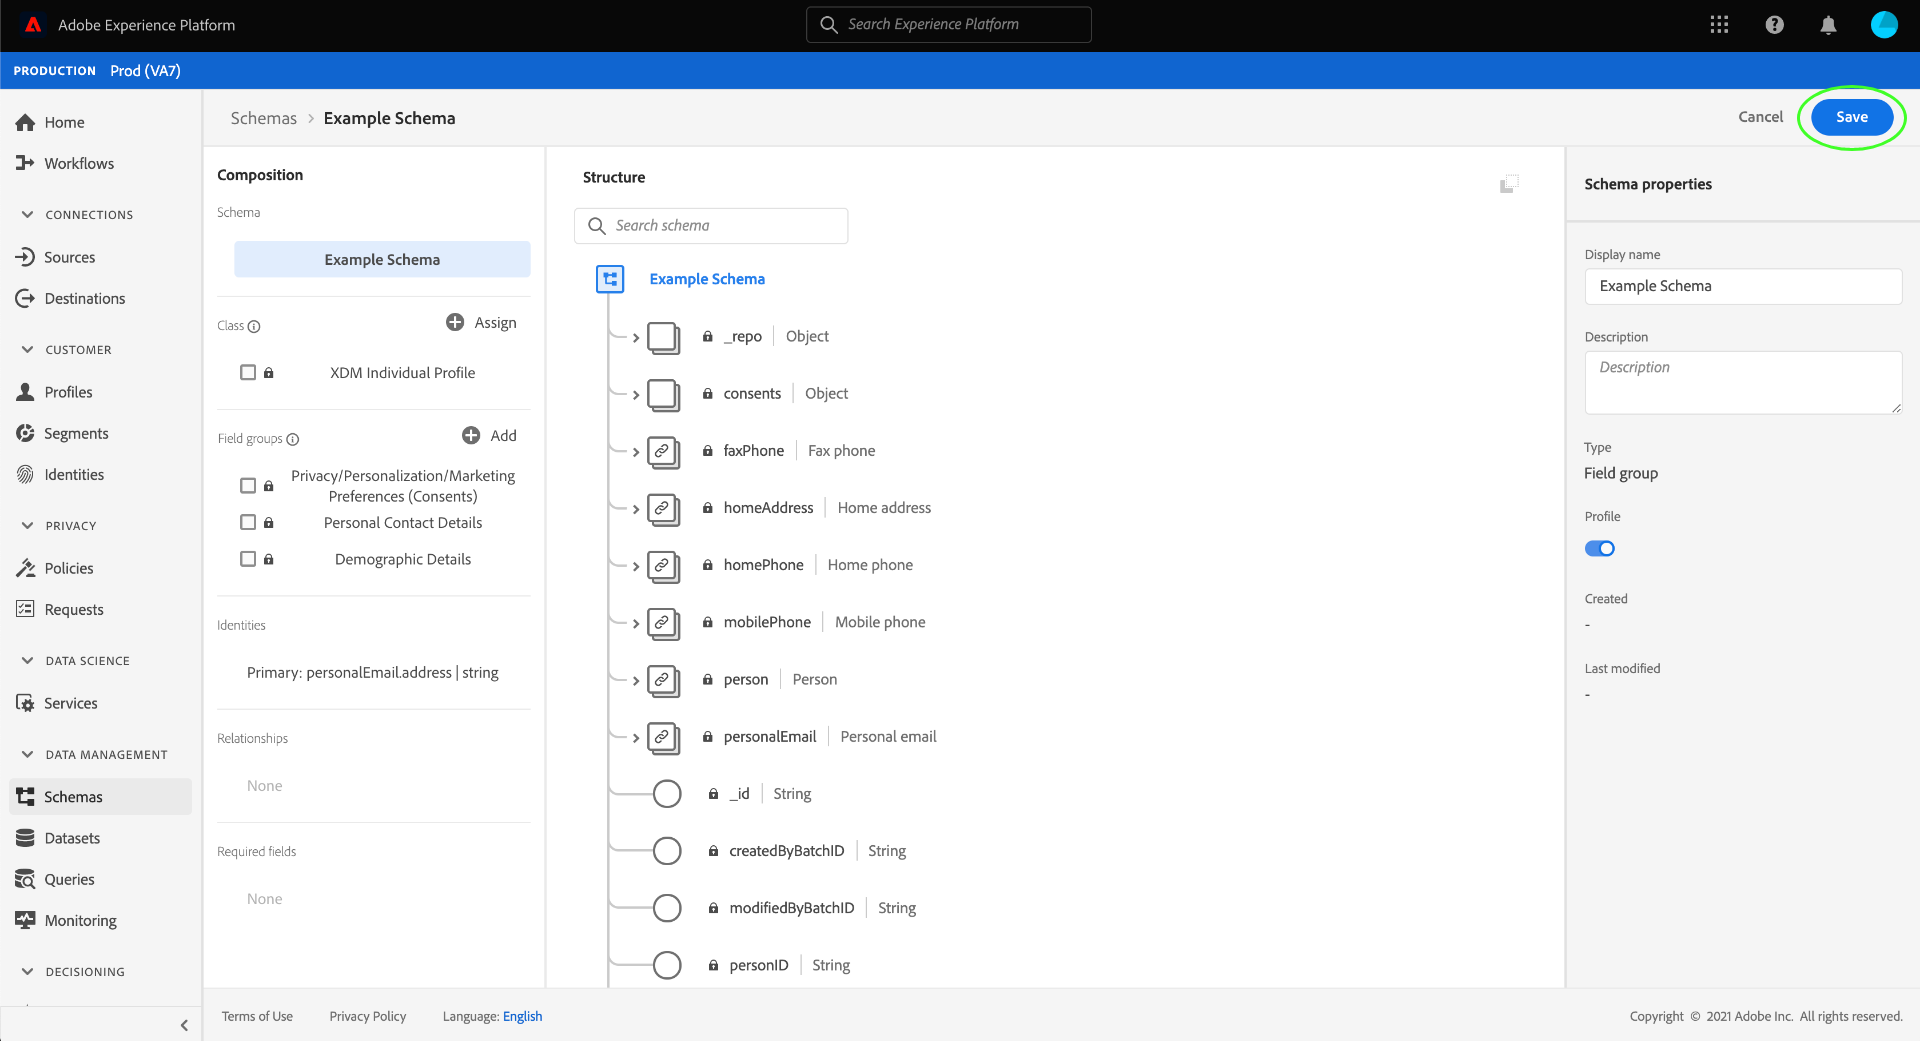 Adobe Experience Platform
Search Experience Platform
PRODUCTION Prod (VA7)
Home
Workflows
CONNECTIONS
Sources
Destinations
CUSTOMER
Profiles
Segments
Identities
PRIVACY
Policies
Requests
DATA SCIENCE
Services
DATA MANAGEMENT
Schemas
Datasets
Queries
Monitoring
DECISIONING
Schemas > Example Schema
Cancel
Save
Composition
Schema
Example Schema
Class
Assign
XDM Individual Profile
Field groups
Add
Privacy/Personalization/Marketing
Preferences (Consents)
Personal Contact Details
Demographic Details
Identities
Primary: personalEmail.address | string
Relationships
None
Required fields
None
Structure
Search schema
Example Schema
_repo | Object
consents | Object
faxPhone | Fax phone
homeAddress | Home address
homePhone | Home phone
mobilePhone | Mobile phone
person | Person
personalEmail | Personal email
_id | String
createdByBatchID | String
modifiedByBatchID | String
personID | String
Schema properties
Display name
Example Schema
Description
Description
Type
Field group
Profile
Created
-
Last modified
-
Terms of Use
Privacy Policy
Language: English
Copyright © 2021 Adobe Inc. All rights reserved.